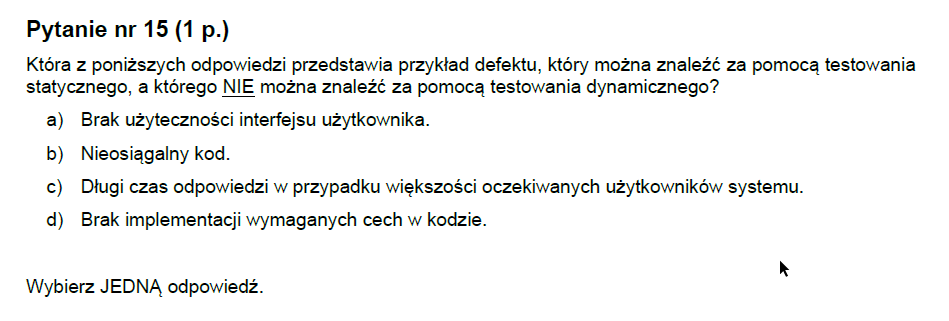 Pytanie nr 15 (1 p.)
Która z poniższych odpowiedzi przedstawia przykład defektu, który można znaleźć za pomocą testowania
statycznego, a którego NIE można znaleźć za pomocą testowania dynamicznego?
a) Brak użyteczności interfejsu użytkownika.
b) Nieosiągalny kod.
c) Długi czas odpowiedzi w przypadku większości oczekiwanych użytkowników systemu.
d) Brak implementacji wymaganych cech w kodzie.
Wybierz JEDNĄ odpowiedź.